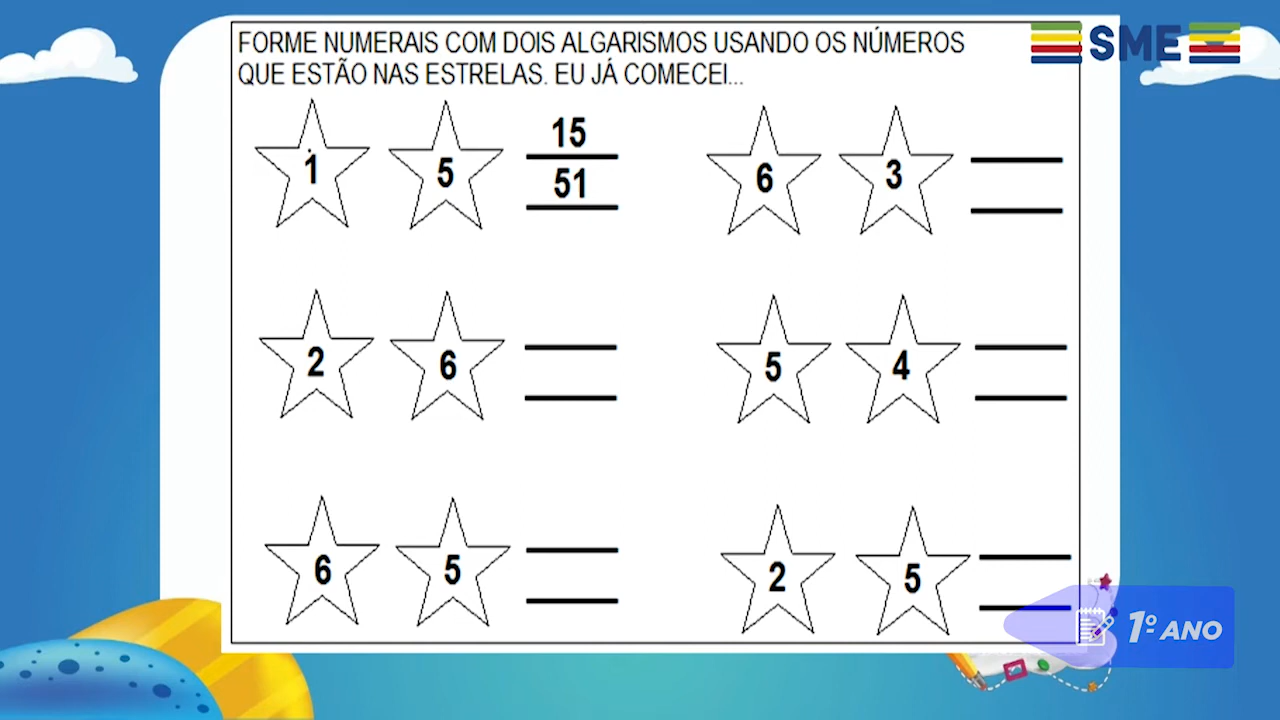 FORME NUMERAIS COM DOIS ALGARISMOS USANDO OS NÚMEROS
QUE ESTÃO NAS ESTRELAS. EU JÁ COMECEI...
SME
1 5 15
51
6 3
2 6
5 4
6 5
2 5
1º ANO